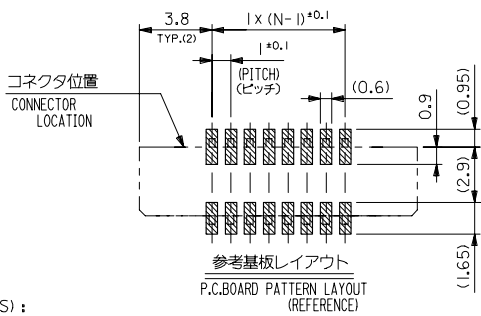 3.8
TYP.(2)
1×(N-1)±0.1
1±0.1
(PITCH)
(ピッチ)
(0.6)
0.9
(0.95)
コネクタ位置
CONNECTOR
LOCATION
(2.9)
(1.65)
参考基板レイアウト
P.C.BOARD PATTERN LAYOUT
(REFERENCE)
S) :